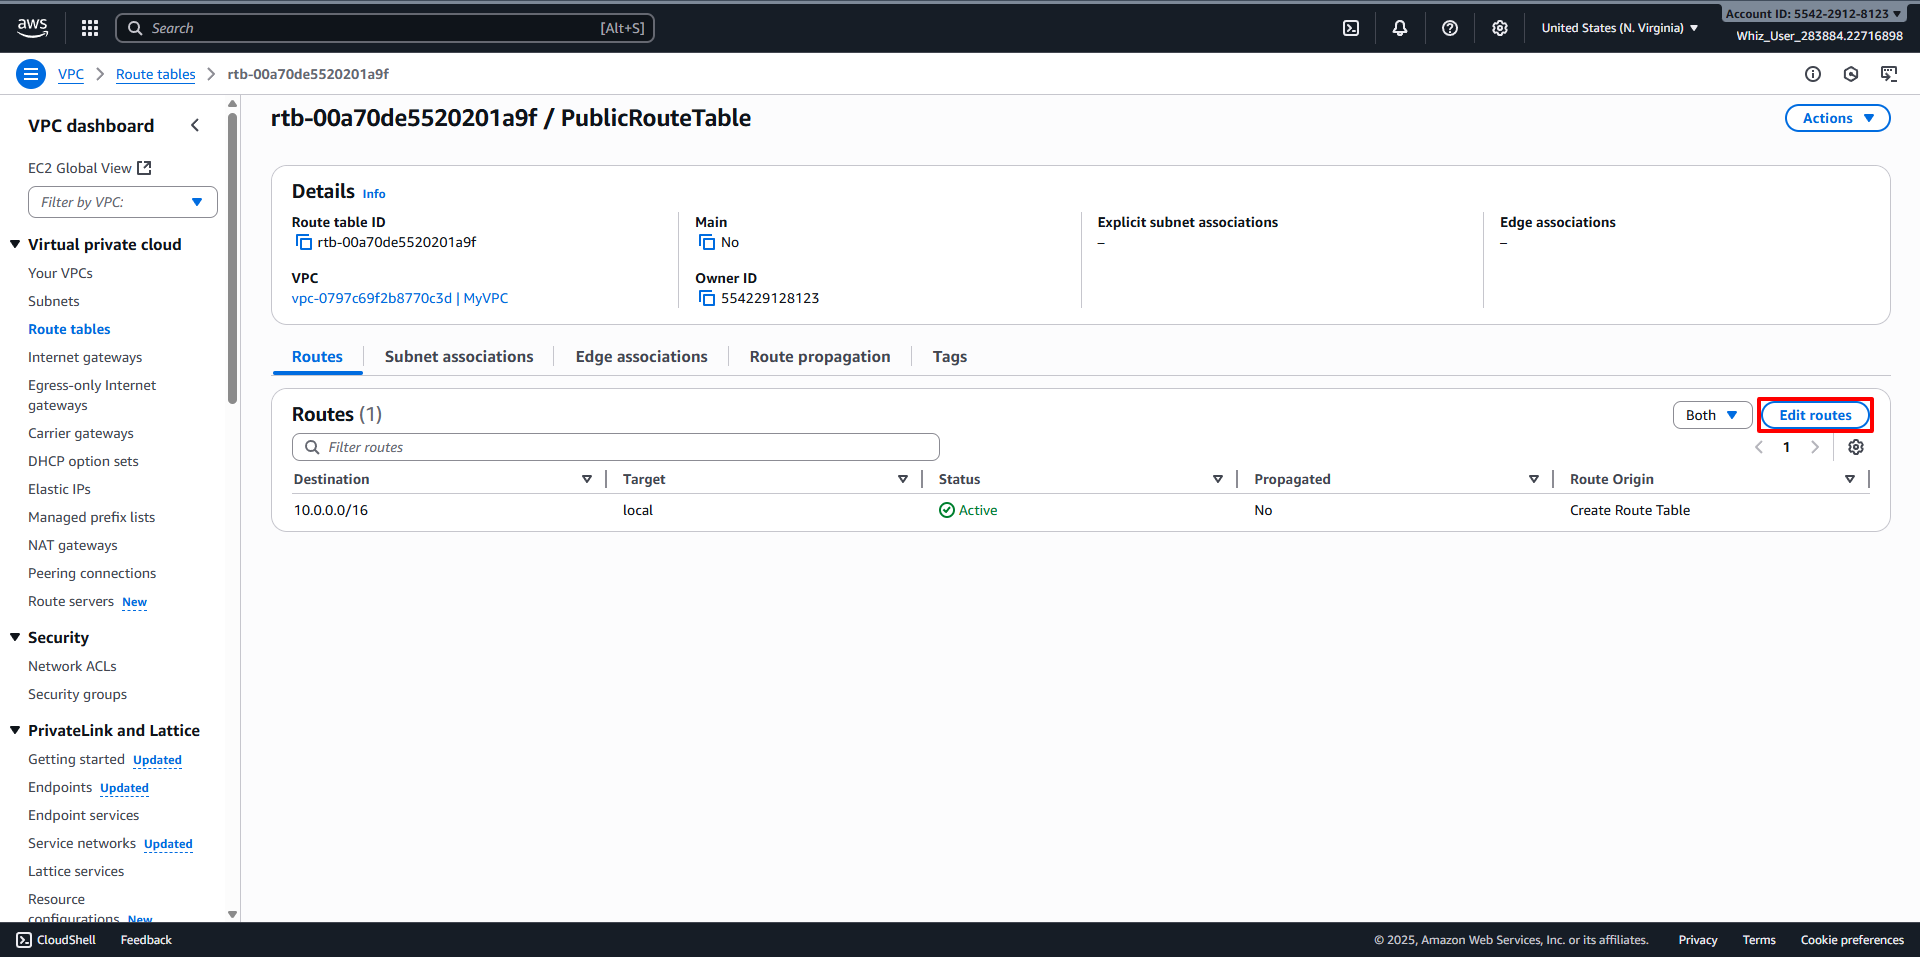 aws
Search [Alt+S]
United States (N. Virginia)
Account ID: 5542-2912-8123
Whiz_User_283884.22716898
VPC
Route tables
rtb-00a70de5520201a9f
VPC dashboard
EC2 Global View
Filter by VPC:
Virtual private cloud
Your VPCs
Subnets
Route tables
Internet gateways
Egress-only Internet
gateways
Carrier gateways
DHCP option sets
Elastic IPs
Managed prefix lists
NAT gateways
Peering connections
Route servers New
Security
Network ACLs
Security groups
PrivateLink and Lattice
Getting started Updated
Endpoints Updated
Endpoint services
Service networks Updated
Lattice services
Resource
configurations New
rtb-00a70de5520201a9f / PublicRouteTable
Actions
Details Info
Route table ID
rtb-00a70de5520201a9f
Main
No
Explicit subnet associations
–
Edge associations
–
VPC
vpc-0797c69f2b8770c3d | MyVPC
Owner ID
554229128123
Routes
Subnet associations
Edge associations
Route propagation
Tags
Routes (1)
Both
Edit routes
Filter routes
1
Destination Target Status Propagated Route Origin
10.0.0.0/16 local Active No Create Route Table
CloudShell Feedback
© 2025, Amazon Web Services, Inc. or its affiliates. Privacy Terms Cookie preferences